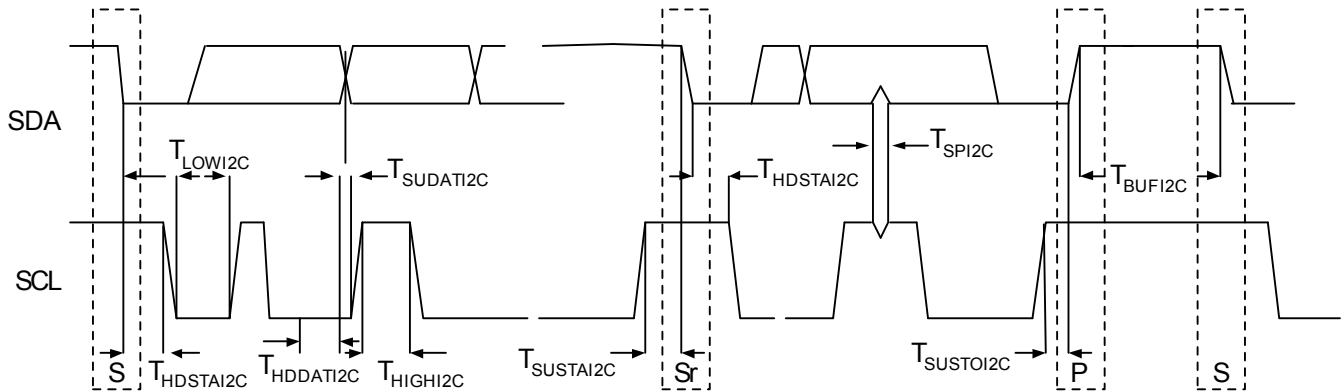 SDA
T_LOWI2C
T_SUDATI2C
T_HDSTAI2C
T_SPI2C
T_BUFI2C
SCL
S
T_HDSTAI2C
T_HDDATI2C
T_HIGHI2C
T_SUSTAI2C
Sr
T_SUSTOI2C
P
S